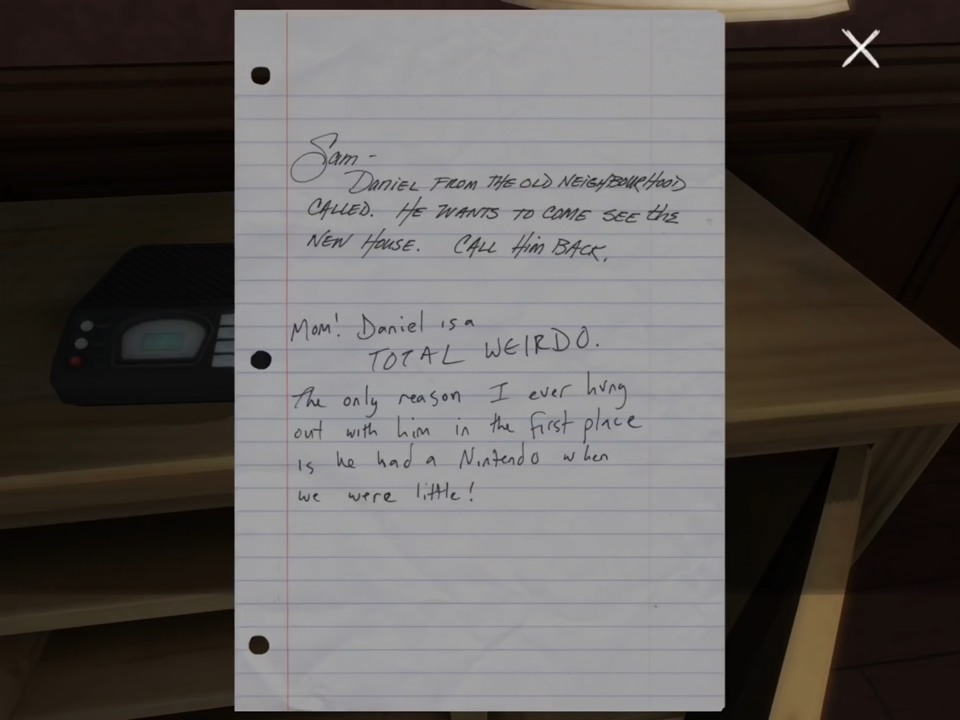 Sam-
DANIEL FROM THE OLD NEIGHBOURHOOD
CALLED. HE WANTS TO COME SEE the
NEW HOUSE. CALL HIM BACK.
Mom! Daniel is a
TOTAL WEIRDO.
The only reason I ever hung
out with him in the first place
is he had a Nintendo when
we were little!